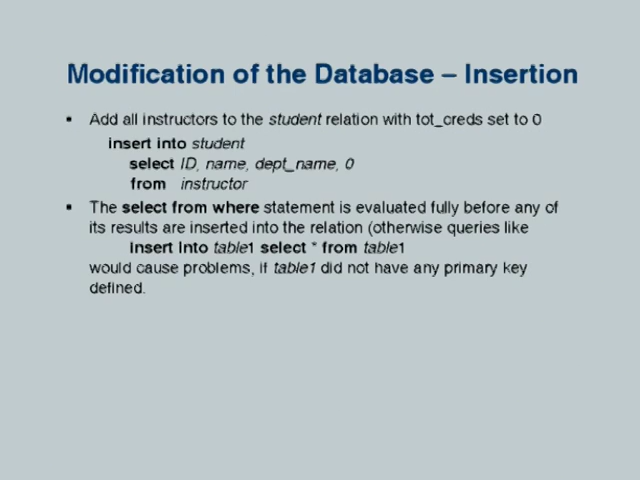 Modification of the Database – Insertion
▪ Add all instructors to the student relation with tot_creds set to 0
insert into student
select ID, name, dept_name, 0
from instructor
▪ The select from where statement is evaluated fully before any of
its results are inserted into the relation (otherwise queries like
insert into table1 select * from table1
would cause problems, if table1 did not have any primary key
defined.